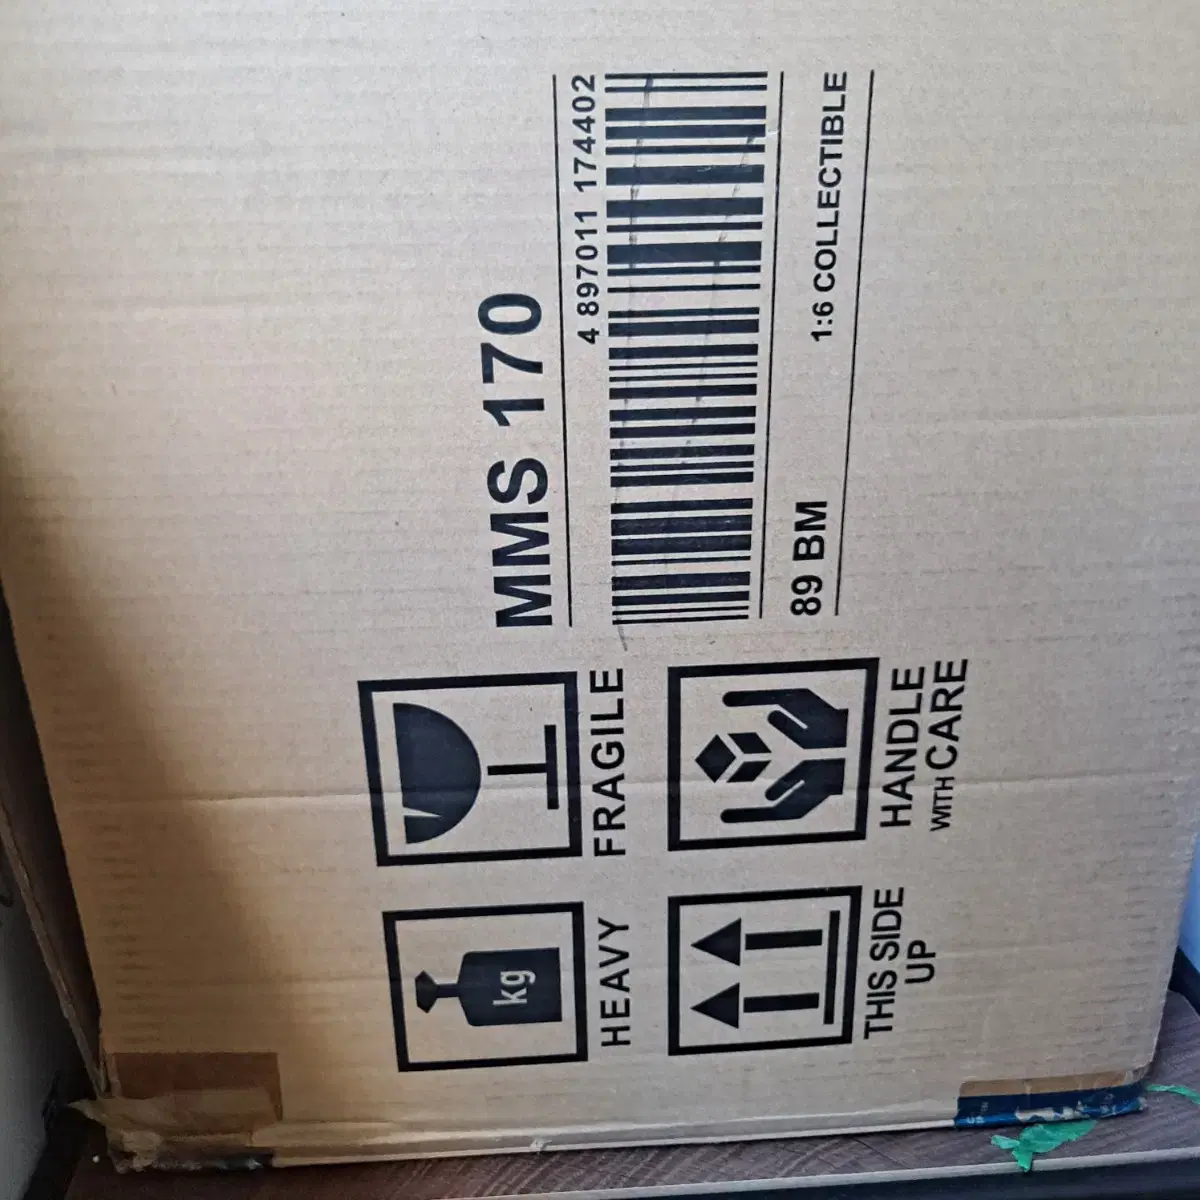 MMS 170
4 897011 174402
89 BM
1:6 COLLECTIBLE
kg
HEAVY
FRAGILE
THIS SIDE
UP
HANDLE
WITH CARE